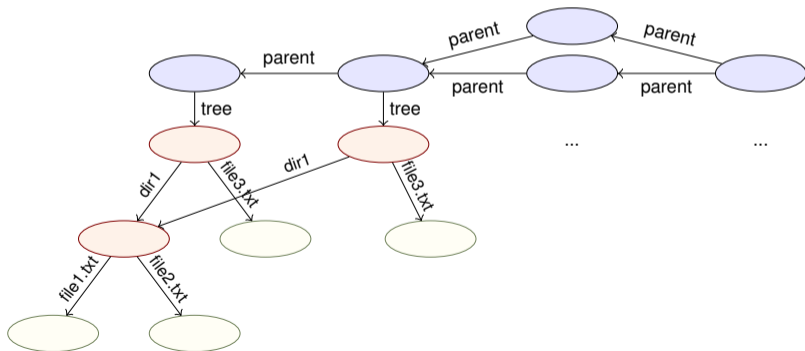 parent
parent
parent
parent
parent
tree
tree
...
...
dir1
file3.txt
dir1
file3.txt
file1.txt
file2.txt